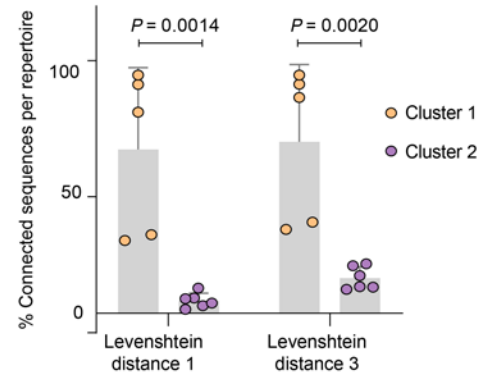 P = 0.0014
P = 0.0020
% Connected sequences per repertoire
100
50
0
Cluster 1
Cluster 2
Levenshtein
distance 1
Levenshtein
distance 3